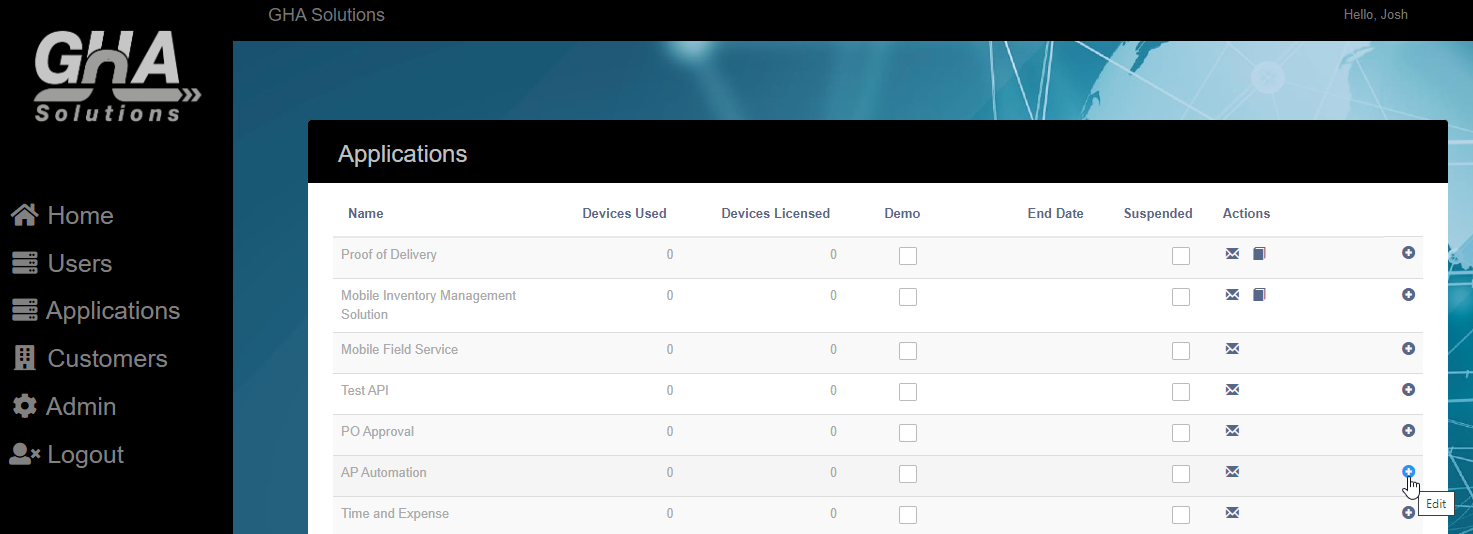 GHA Solutions
Hello, Josh
GHA
Solutions
Home
Users
Applications
Customers
Admin
Logout
Applications
Name Devices Used Devices Licensed Demo End Date Suspended Actions
Proof of Delivery 0 0
Mobile Inventory Management
Solution 0 0
Mobile Field Service 0 0
Test API 0 0
PO Approval 0 0
AP Automation 0 0
Edit
Time and Expense 0 0